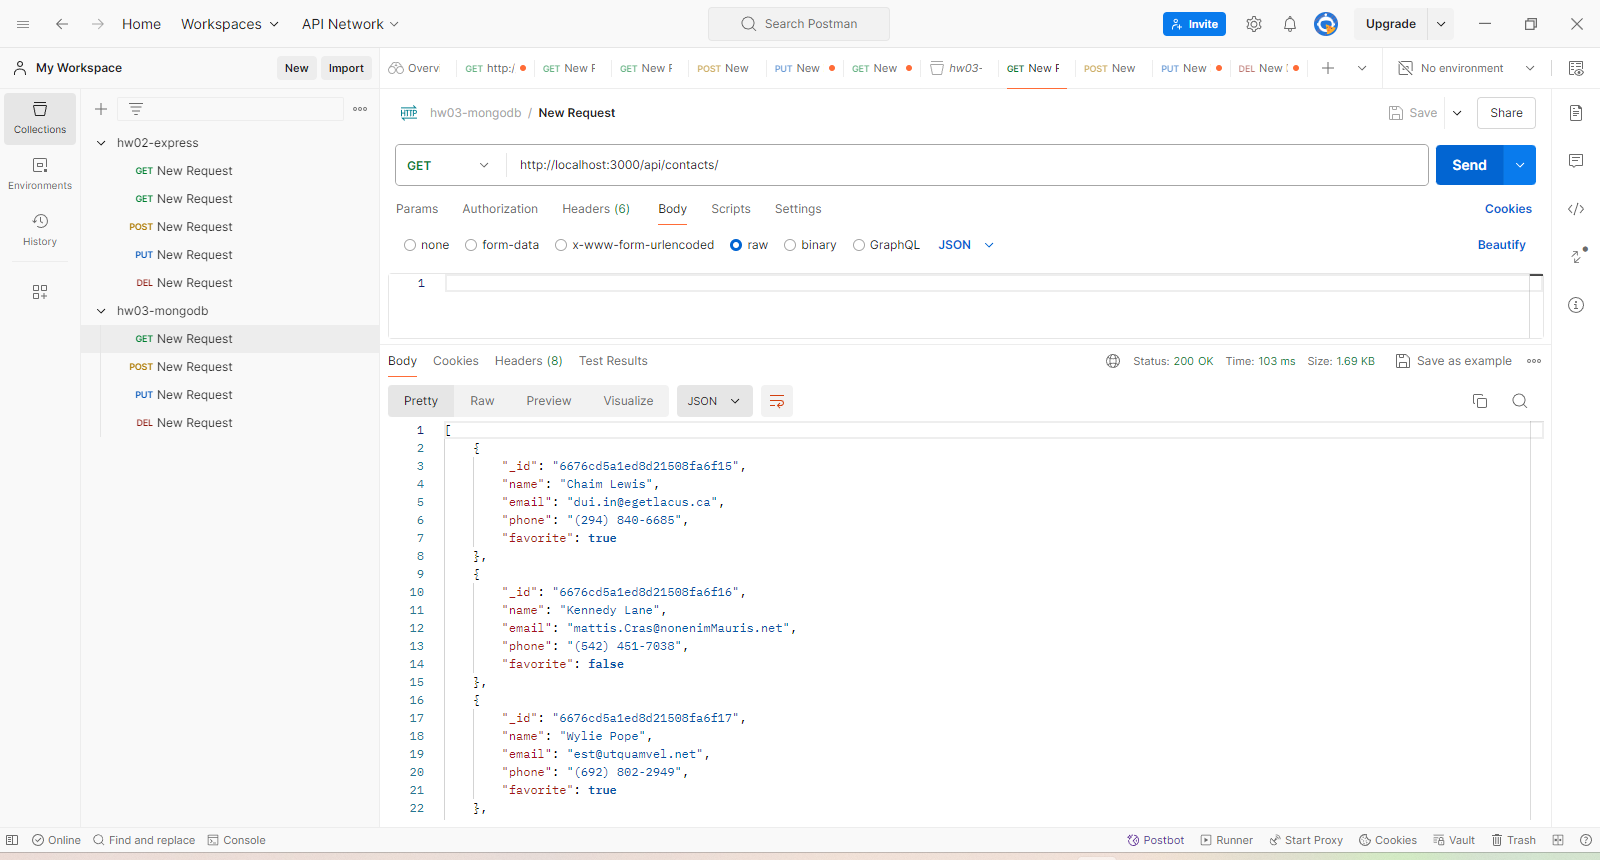 Home Workspaces API Network Search Postman Invite Upgrade
My Workspace New Import Overvi GET http:/ GET New F GET New F POST New PUT New GET New hw03- GET New F POST New PUT New DEL New No environment
Collections
Environments
History
hw02-express
GET New Request
GET New Request
POST New Request
PUT New Request
DEL New Request
hw03-mongodb
GET New Request
POST New Request
PUT New Request
DEL New Request
HTTP hw03-mongodb / New Request Save Share
GET http://localhost:3000/api/contacts/ Send
Params Authorization Headers (6) Body Scripts Settings Cookies
none form-data x-www-form-urlencoded raw binary GraphQL JSON Beautify
1
Body Cookies Headers (8) Test Results Status: 200 OK Time: 103 ms Size: 1.69 KB Save as example
Pretty Raw Preview Visualize JSON
1 [
2 {
3 "_id": "6676cd5a1ed8d21508fa6f15",
4 "name": "Chaim Lewis",
5 "email": "dui.in@egetlacus.ca",
6 "phone": "(294) 840-6685",
7 "favorite": true
8 },
9 {
10 "_id": "6676cd5a1ed8d21508fa6f16",
11 "name": "Kennedy Lane",
12 "email": "mattis.Cras@nonenimMauris.net",
13 "phone": "(542) 451-7038",
14 "favorite": false
15 },
16 {
17 "_id": "6676cd5a1ed8d21508fa6f17",
18 "name": "Wylie Pope",
19 "email": "est@utquamvel.net",
20 "phone": "(692) 802-2949",
21 "favorite": true
22 },
Online Find and replace Console Postbot Runner Start Proxy Cookies Vault Trash